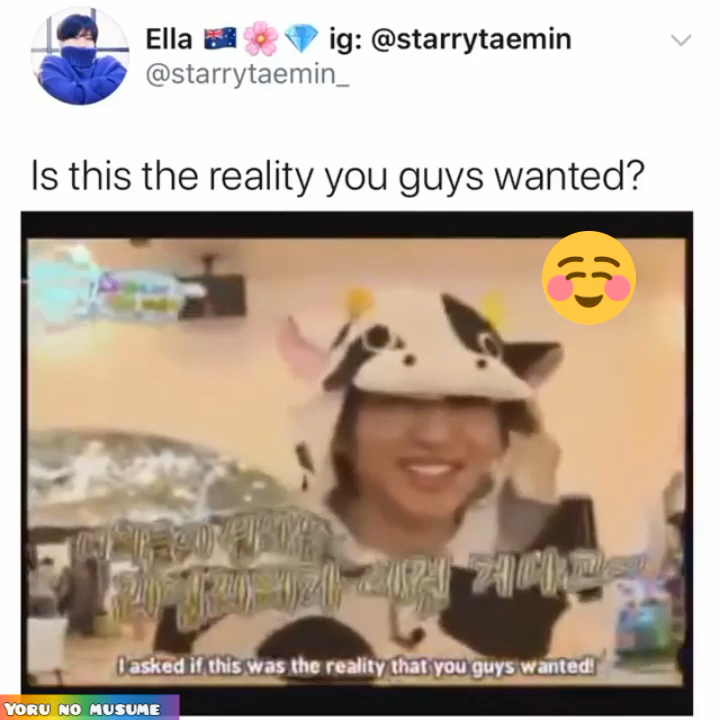 Ella 🇦🇺🌸💎 ig: @starrytaemin
@starrytaemin_
Is this the reality you guys wanted?
I asked if this was the reality that you guys wanted!
YORU NO MUSUME